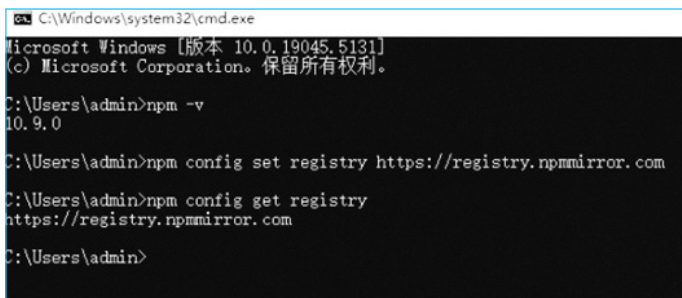 C:\Windows\system32\cmd.exe
Microsoft Windows [版本 10.0.19045.5131]
(c) Microsoft Corporation。保留所有权利。
C:\Users\admin>npm -v
10.9.0
C:\Users\admin>npm config set registry https://registry.npmmirror.com
C:\Users\admin>npm config get registry
https://registry.npmmirror.com
C:\Users\admin>